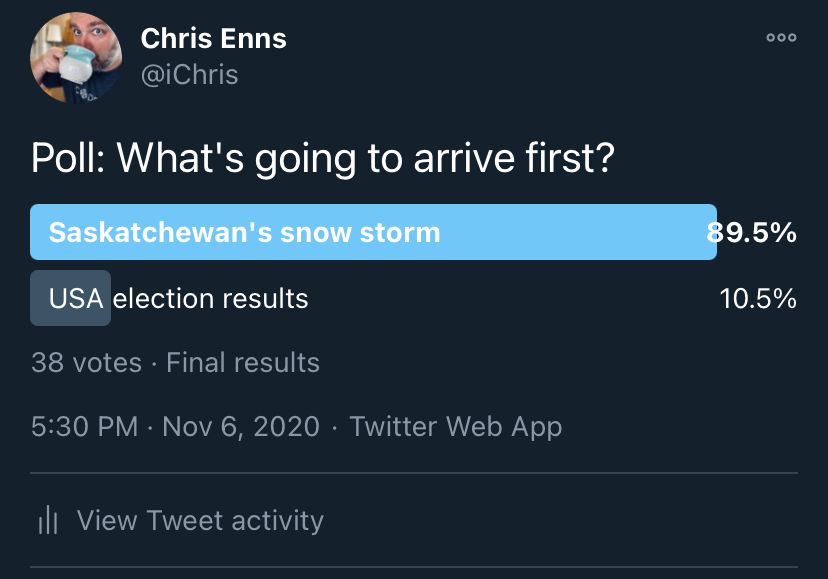 Chris Enns
@iChris
Poll: What's going to arrive first?
Saskatchewan's snow storm 89.5%
USA election results 10.5%
38 votes · Final results
5:30 PM · Nov 6, 2020 · Twitter Web App
View Tweet activity